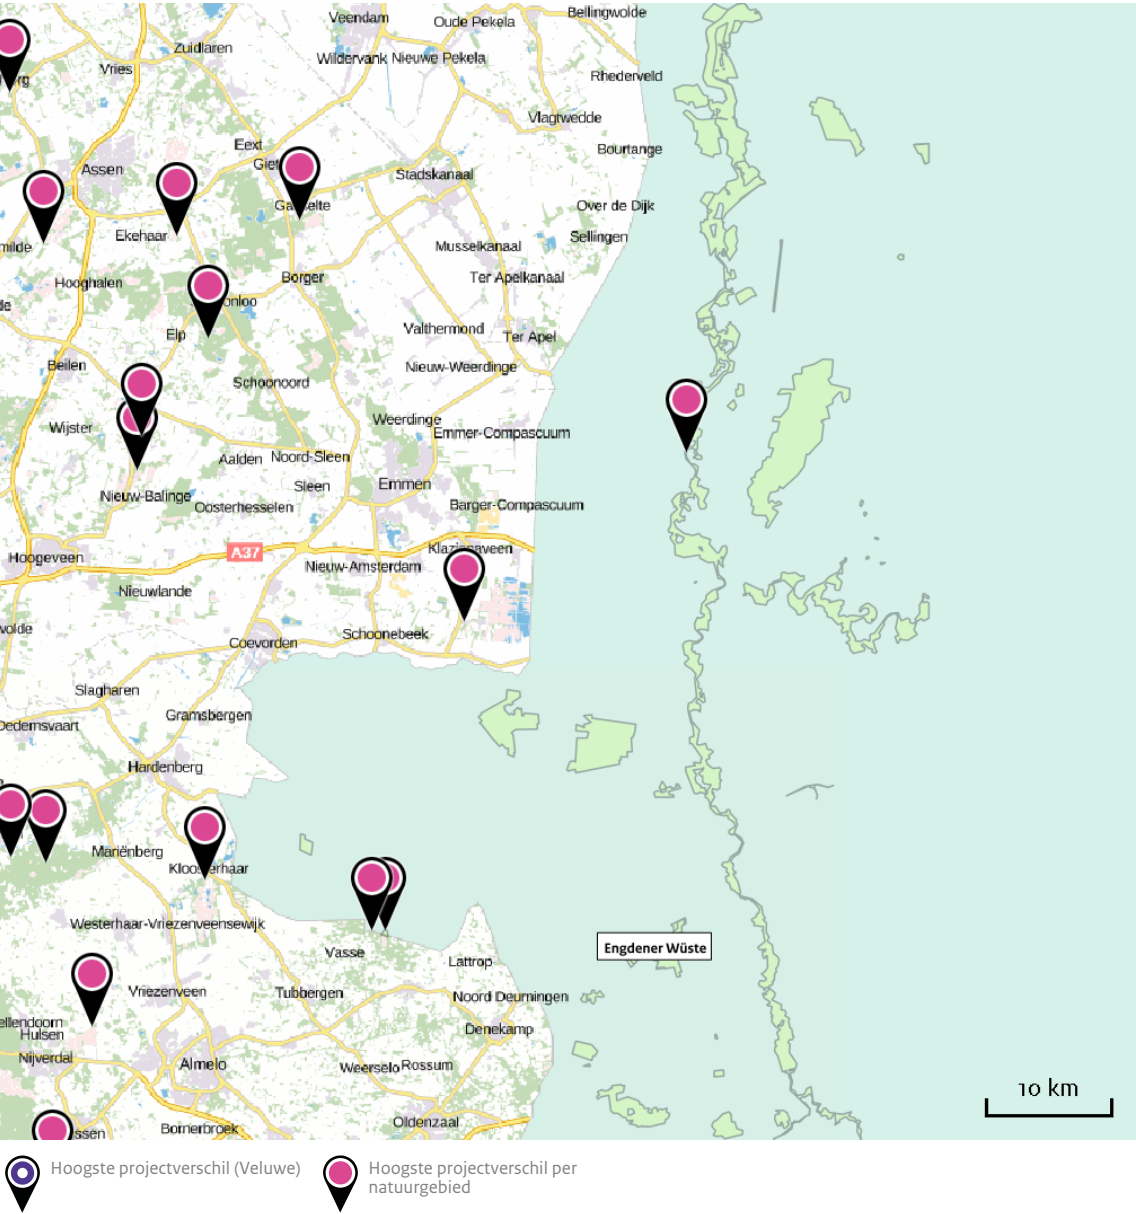 Veendam
Oude Pekela
Bellingwolde
Zuidlaren
Wildervank
Nieuwe Pekela
Vries
Rhederveld
Vlagtwedde
Eext
Bourtange
Assen
Stadskanaal
Over de Dijk
Ekehaar
Sellingen
Musselkanaal
Hooghalen
Borger
Ter Apelkanaal
Elp
Valthermond
Ter Apel
Beilen
Nieuw-Weerdinge
Schoonoord
Wijster
Weerdinge
Emmer-Compascuum
Aalden
Noord-Sleen
Sleen
Emmen
Nieuw-Balinge
Oosterhesselen
Barger-Compascuum
Hoogeveen
A37
Nieuw-Amsterdam
Nieuwlande
Schoonebeek
Coevorden
Slagharen
Gramsbergen
Dedemsvaart
Hardenberg
Mariënberg
Westerhaar-Vriezenveensewijk
Vasse
Engdener Wüste
Lattrop
Vriezenveen
Tubbergen
Noord Deurningen
Hulsen
Denekamp
Nijverdal
Almelo
Weerselo
Rossum
10 km
Bornerbroek
Oldenzaal
Hoogste projectverschil (Veluwe)
Hoogste projectverschil per
natuurgebied